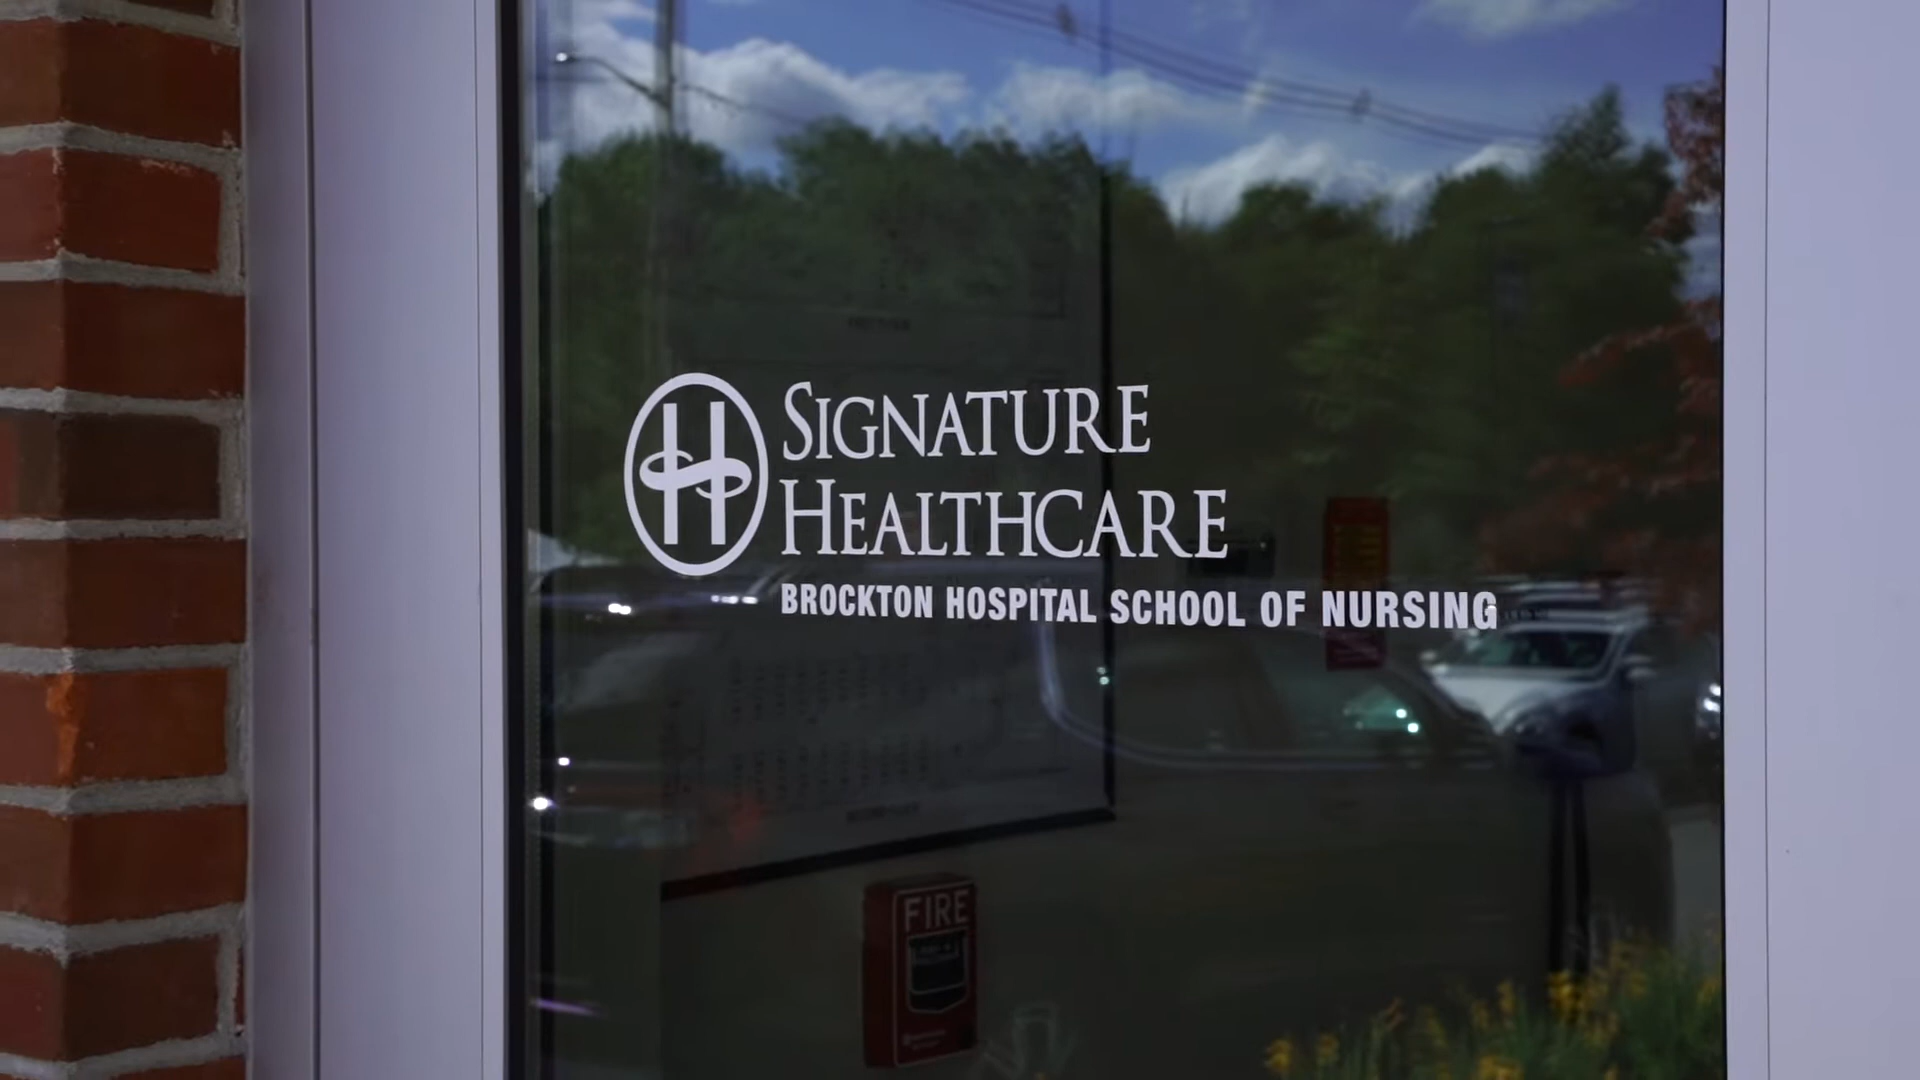 SIGNATURE
HEALTHCARE
BROCKTON HOSPITAL SCHOOL OF NURSING
FIRE